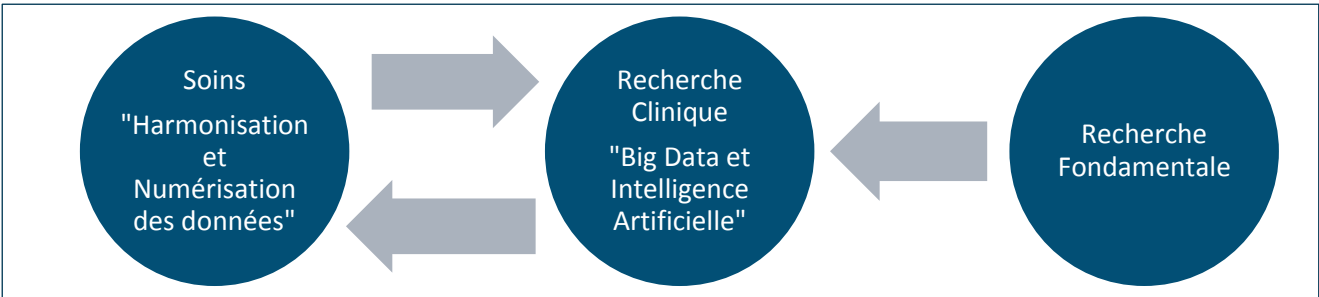 Soins
"Harmonisation
et
Numérisation
des données"
Recherche
Clinique
"Big Data et
Intelligence
Artificielle"
Recherche
Fondamentale